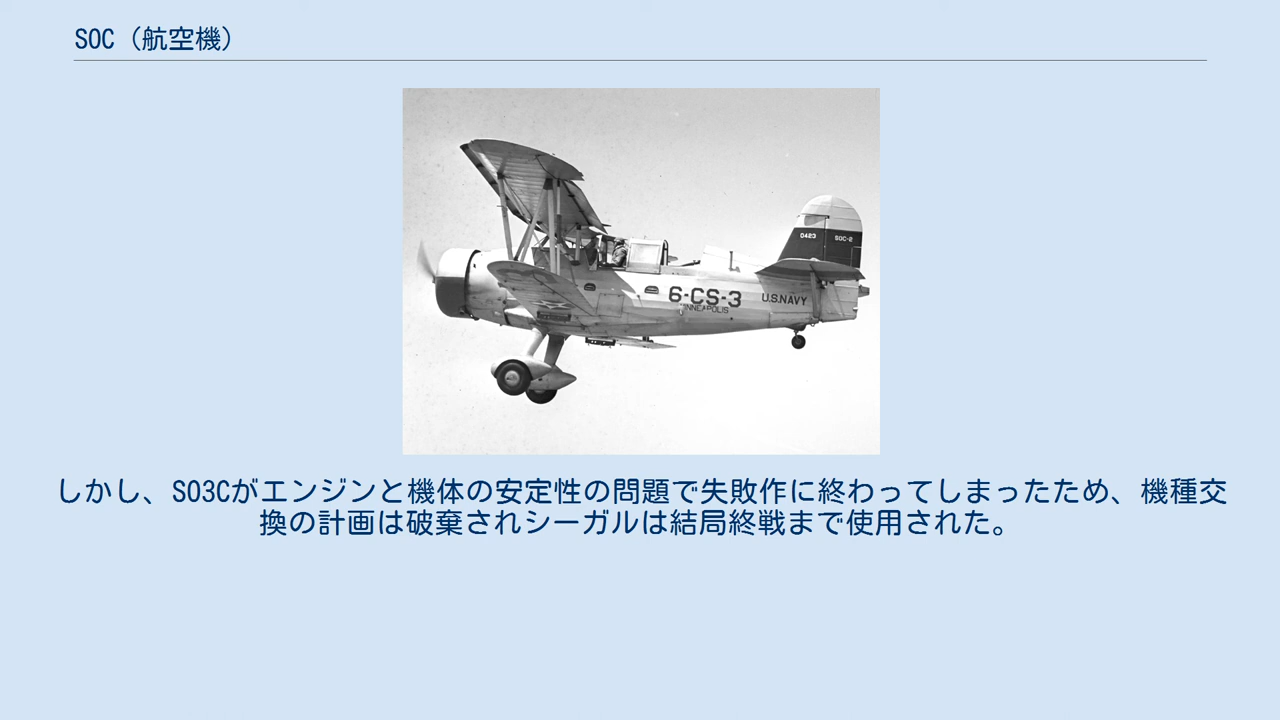 SOC（航空機）
0423
SOC-2
6-CS-3
U.S.NAVY
MINNEAPOLIS
しかし、SO3Cがエンジンと機体の安定性の問題で失敗作に終わってしまったため、機種交
換の計画は破棄されシーガルは結局終戦まで使用された。